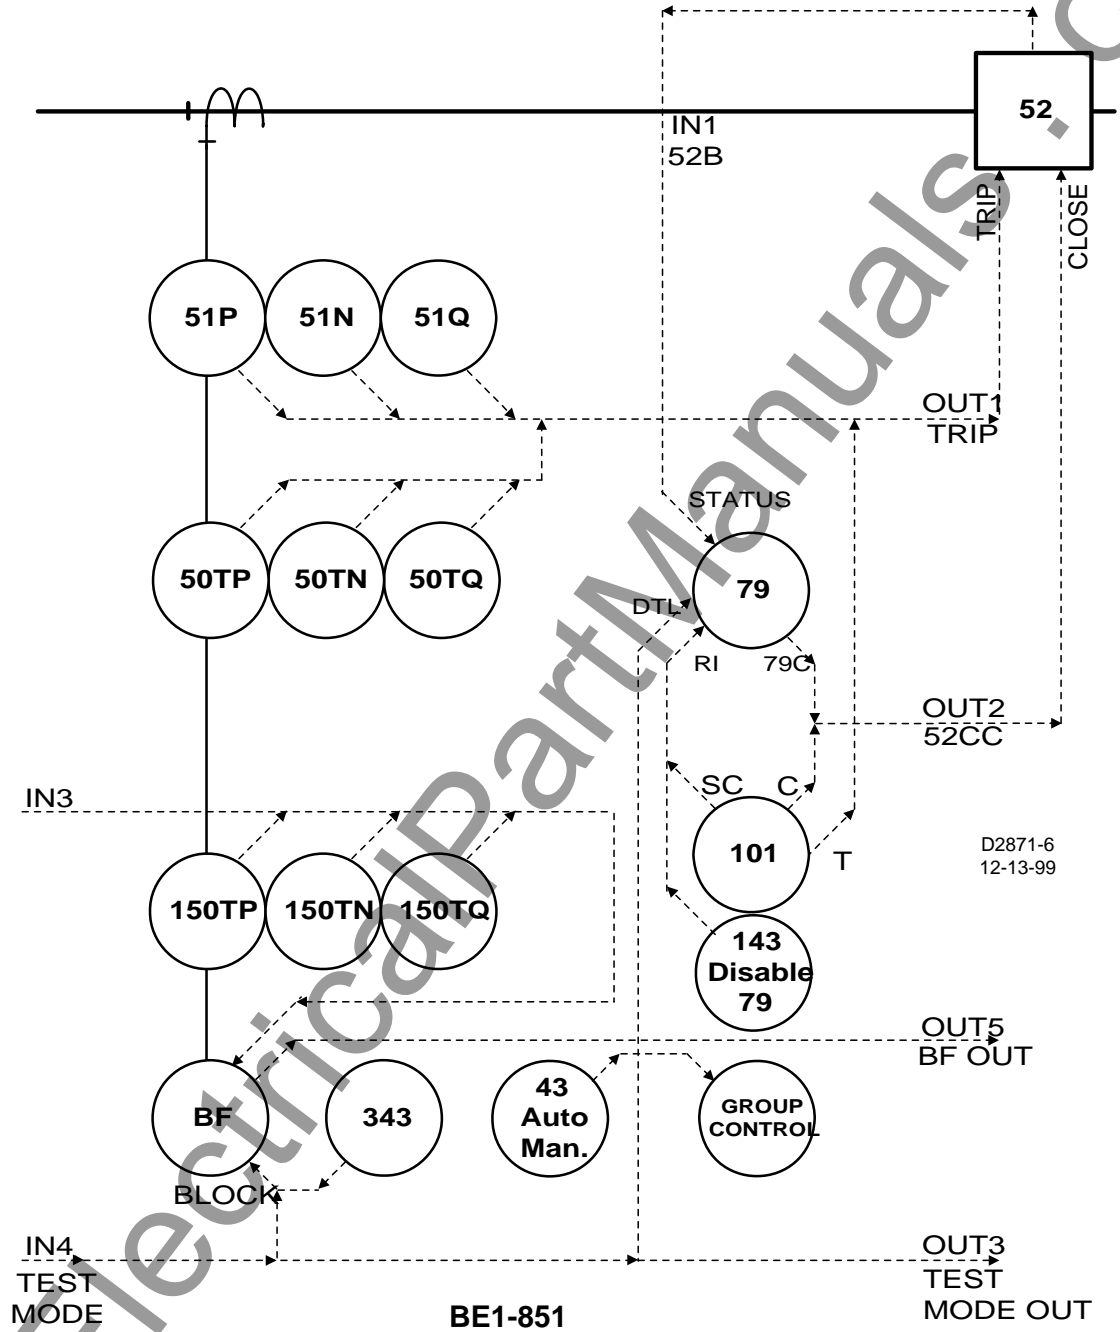 52
IN1
52B
TRIP
CLOSE
51P
51N
51Q
OUT1
TRIP
STATUS
50TP
50TN
50TQ
79
DTL
RI
79C
OUT2
52CC
IN3
SC
C
101
T
D2871-6
12-13-99
150TP
150TN
150TQ
143
Disable
79
OUT5
BF OUT
BF
343
43
Auto
Man.
GROUP
CONTROL
BLOCK
IN4
TEST
MODE
OUT3
TEST
MODE OUT
BE1-851
ElectricalPartManuals . c